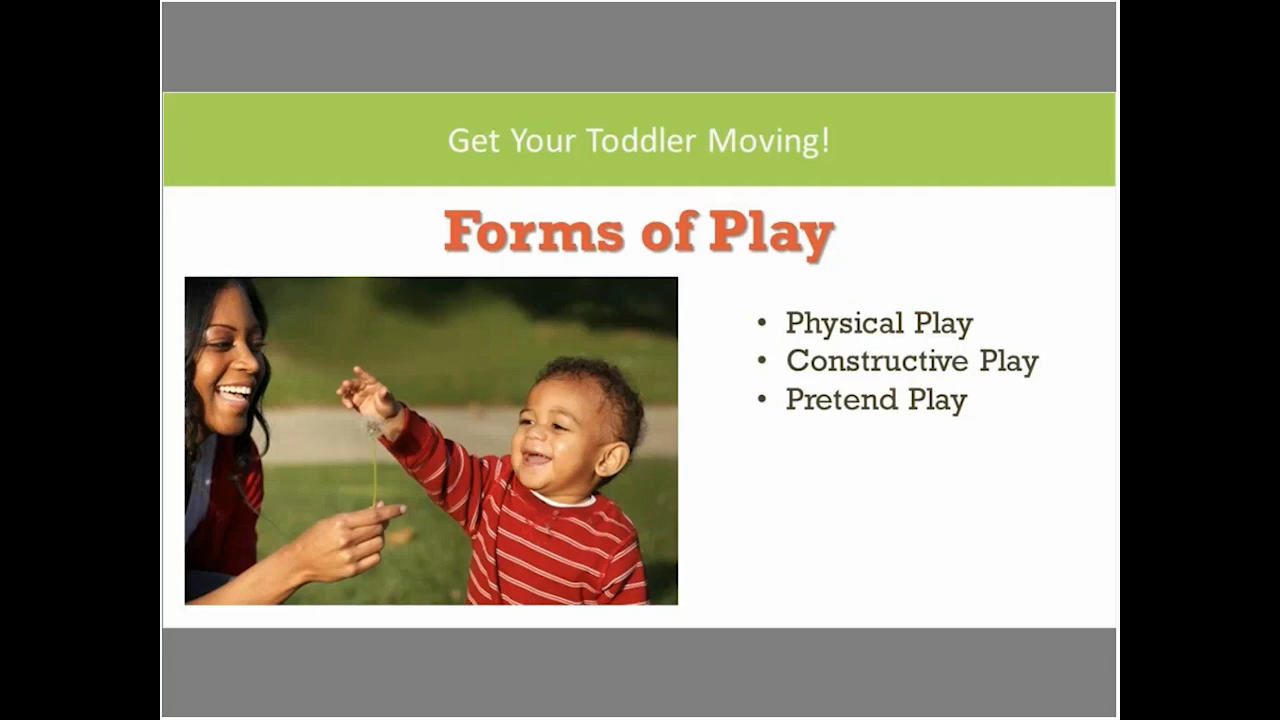 Get Your Toddler Moving!
Forms of Play
• Physical Play
• Constructive Play
• Pretend Play